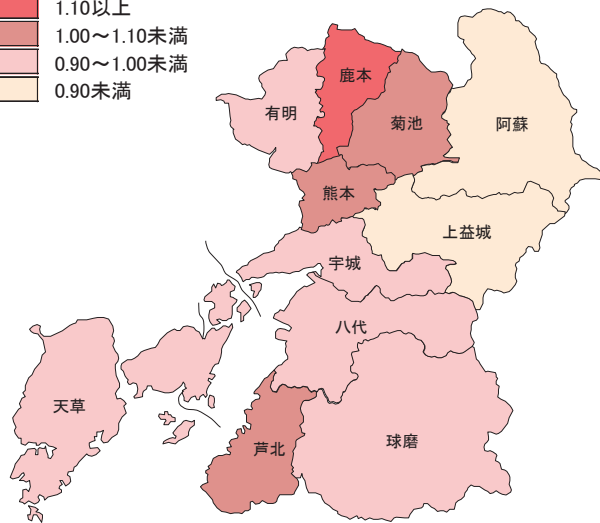 1.10以上
1.00〜1.10未満
0.90〜1.00未満
0.90未満
鹿本
有明
菊池
阿蘇
熊本
上益城
宇城
八代
天草
芦北
球磨